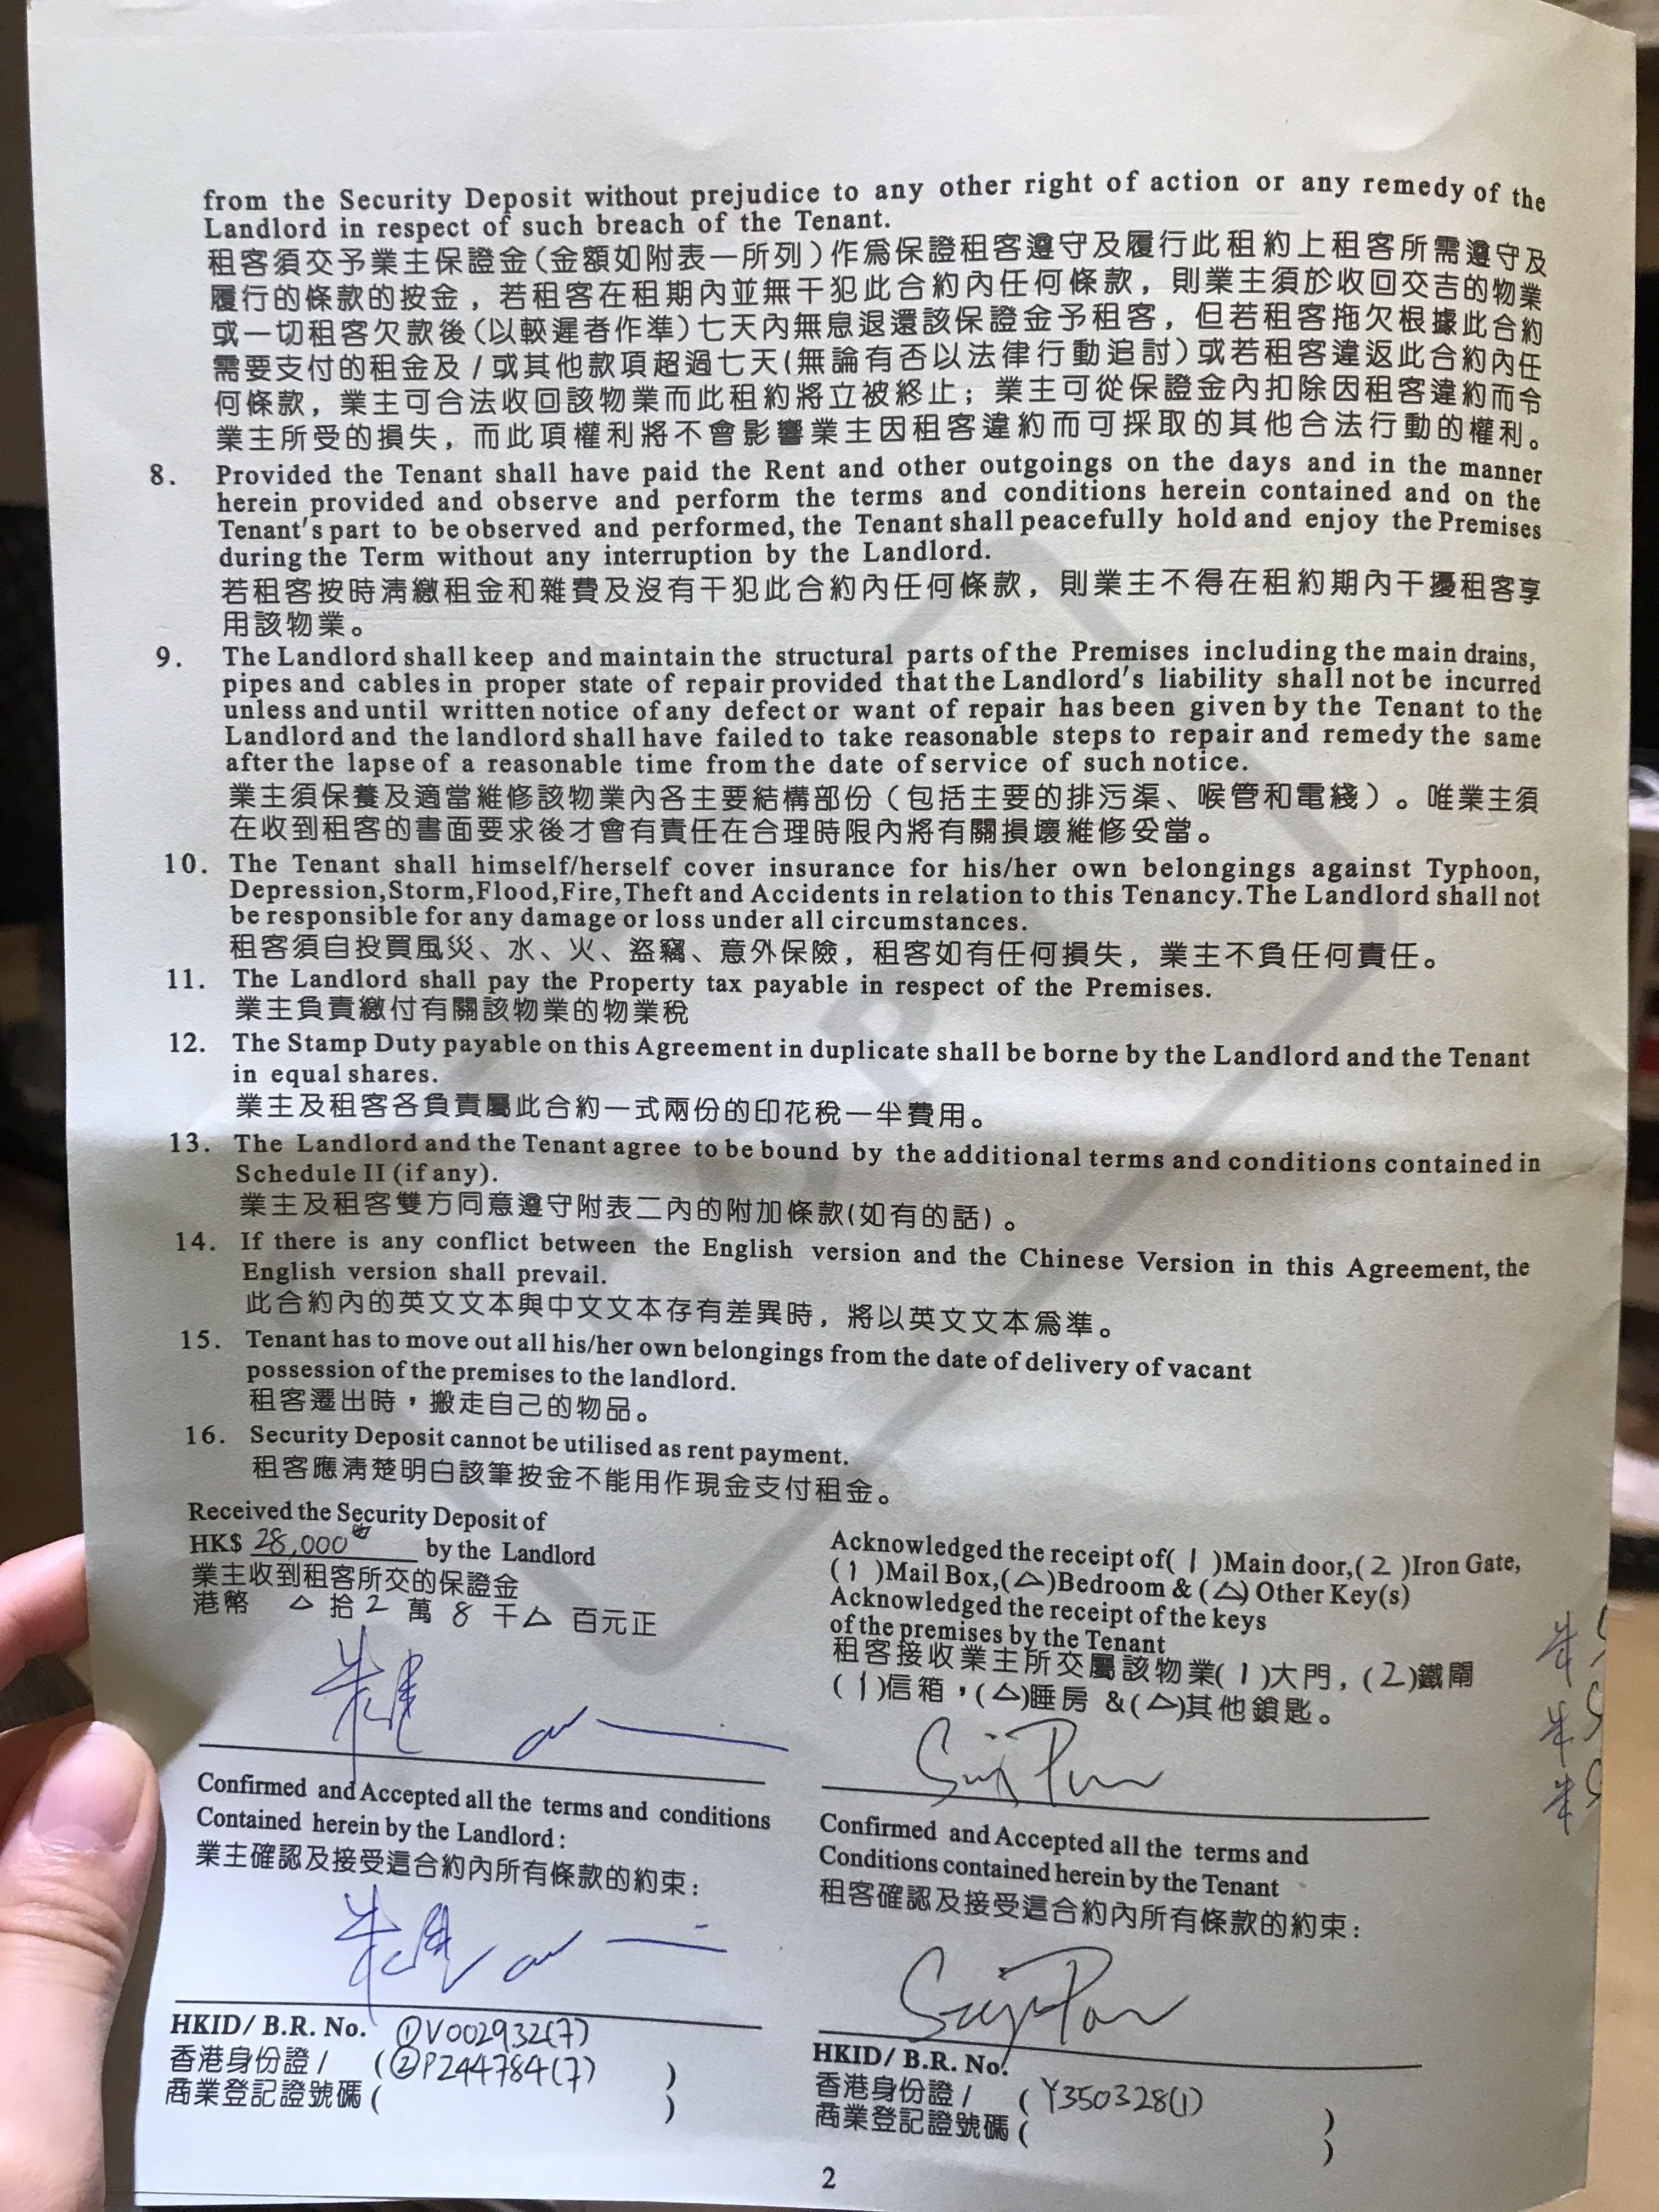 from the Security Deposit without prejudice to any other right of action or any remedy of the
Landlord in respect of such breach of the Tenant.
租客須交予業主保證金(金額如附表一所列)作為保證租客遵守及履行此租約上租客所需遵守及
履行的條款的按金，若租客在租期內並無干犯此合約內任何條款，則業主須於收回交吉的物業
或一切租客欠款後(以較遲者作準)七天內無息退還該保證金予租客，但若租客拖欠根據此合約
需要支付的租金及/或其他款項超過七天(無論有否以法律行動追討)或若租客違返此合約內任
何條款，業主可合法收回該物業而此租約將立被終止；業主可從保證金內扣除因租客違約而令
業主所受的損失，而此項權利將不會影響業主因租客違約而可採取的其他合法行動的權利。
8. Provided the Tenant shall have paid the Rent and other outgoings on the days and in the manner
herein provided and observe and perform the terms and conditions herein contained and on the
Tenant's part to be observed and performed, the Tenant shall peacefully hold and enjoy the Premises
during the Term without any interruption by the Landlord.
若租客按時清繳租金和雜費及沒有干犯此合約內任何條款，則業主不得在租約期內干擾租客享
用該物業。
9. The Landlord shall keep and maintain the structural parts of the Premises including the main drains,
pipes and cables in proper state of repair provided that the Landlord's liability shall not be incurred
unless and until written notice of any defect or want of repair has been given by the Tenant to the
Landlord and the landlord shall have failed to take reasonable steps to repair and remedy the same
after the lapse of a reasonable time from the date of service of such notice.
業主須保養及適當維修該物業內各主要結構部份（包括主要的排污渠、喉管和電綫）。唯業主須
在收到租客的書面要求後才會有責任在合理時限內將有關損壞維修妥當。
10. The Tenant shall himself/herself cover insurance for his/her own belongings against Typhoon,
Depression,Storm,Flood,Fire,Theft and Accidents in relation to this Tenancy.The Landlord shall not
be responsible for any damage or loss under all circumstances.
租客須自投買風災、水、火、盜竊、意外保險，租客如有任何損失，業主不負任何責任。
11. The Landlord shall pay the Property tax payable in respect of the Premises.
業主負責繳付有關該物業的物業稅
12. The Stamp Duty payable on this Agreement in duplicate shall be borne by the Landlord and the Tenant
in equal shares.
業主及租客各負責屬此合約一式兩份的印花稅一半費用。
13. The Landlord and the Tenant agree to be bound by the additional terms and conditions contained in
Schedule II (if any).
業主及租客雙方同意遵守附表二內的附加條款(如有的話)。
14. If there is any conflict between the English version and the Chinese Version in this Agreement, the
English version shall prevail.
此合約內的英文文本與中文文本存有差異時，將以英文文本為準。
15. Tenant has to move out all his/her own belongings from the date of delivery of vacant
possession of the premises to the landlord.
租客遷出時，搬走自己的物品。
16. Security Deposit cannot be utilised as rent payment.
租客應清楚明白該筆按金不能用作現金支付租金。
Received the Security Deposit of
HK$ 28,000 by the Landlord
業主收到租客所交的保證金
港幣 △ 拾 2 萬 8 千 △ 百元正
Acknowledged the receipt of( 1 )Main door,( 2 )Iron Gate,
( 1 )Mail Box,(△)Bedroom & (△) Other Key(s)
Acknowledged the receipt of the keys
of the premises by the Tenant
租客接收業主所交屬該物業( 1 )大門，( 2 )鐵閘
( 1 )信箱，(△)睡房 &(△)其他鎖匙。
Confirmed and Accepted all the terms and conditions
Contained herein by the Landlord :
業主確認及接受這合約內所有條款的約束：
Confirmed and Accepted all the terms and
Conditions contained herein by the Tenant
租客確認及接受這合約內所有條款的約束：
HKID/ B.R. No. ①V002932(7)
香港身份證 / (②P244784(7) )
商業登記證號碼 ( )
HKID/ B.R. No.
香港身份證 / ( Y350328(1) )
商業登記證號碼 ( )
2
COPY